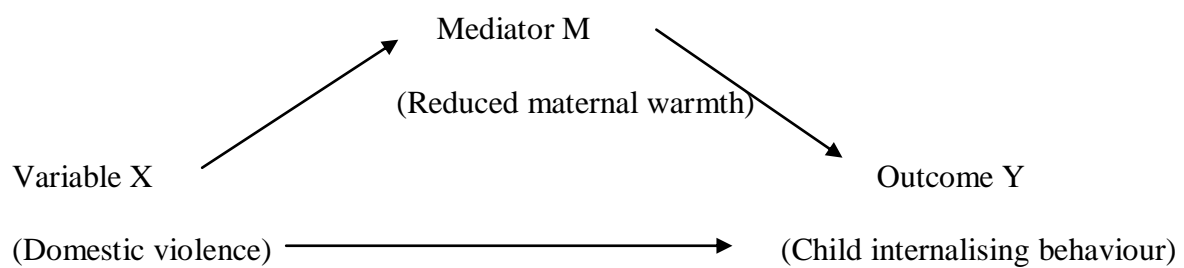 Mediator M
(Reduced maternal warmth)
Variable X
Outcome Y
(Domestic violence)
(Child internalising behaviour)